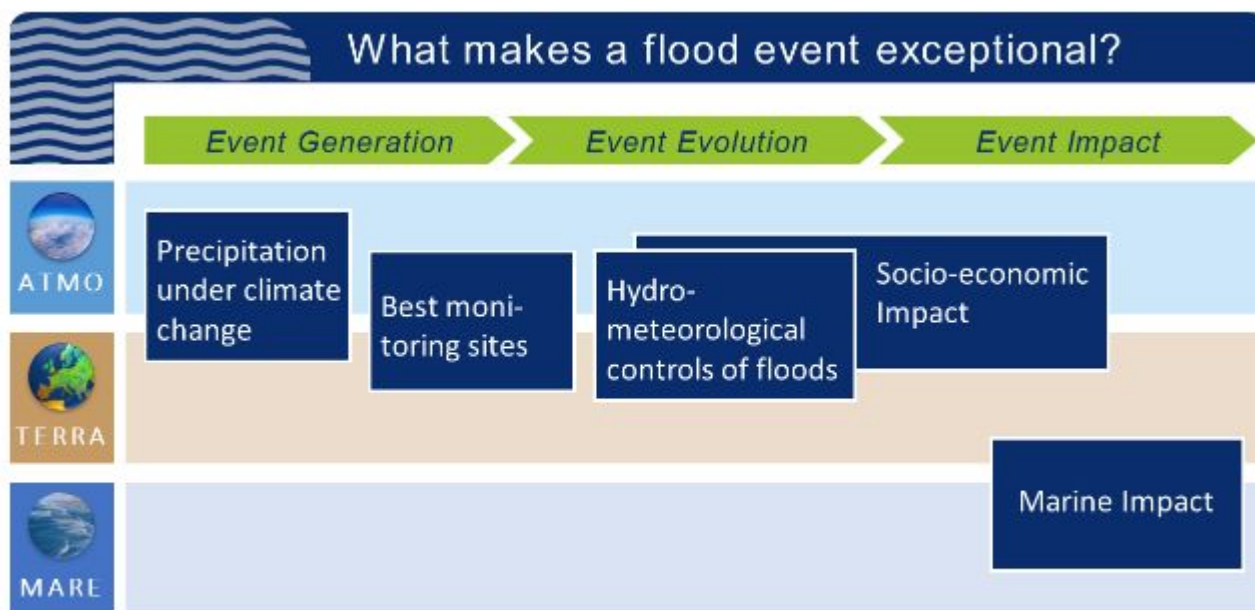 What makes a flood event exceptional?
Event Generation
Event Evolution
Event Impact
ATMO
Precipitation
under climate
change
Best moni-
toring sites
Hydro-
meteorological
controls of floods
Socio-economic
Impact
TERRA
Marine Impact
MARE